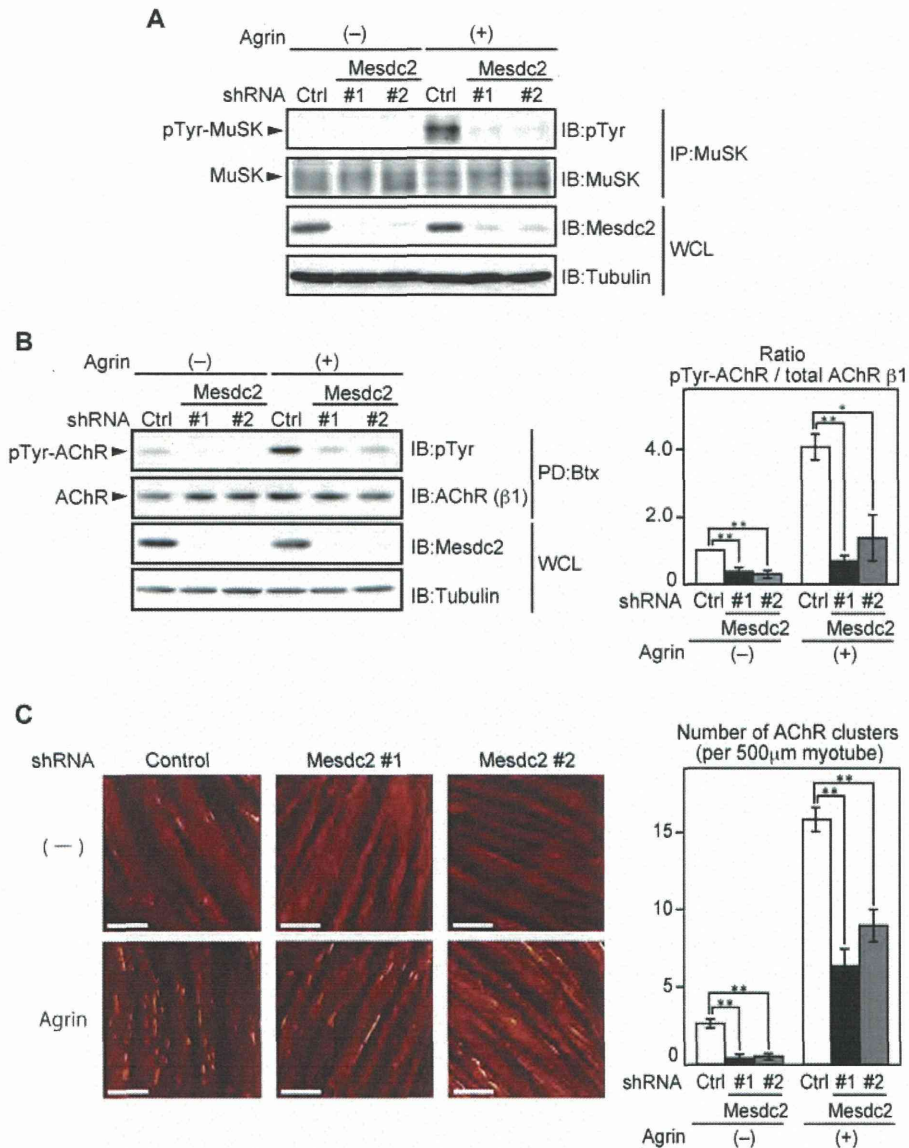 A
Agrin (–) (+)
Mesdc2 Mesdc2
shRNA Ctrl #1 #2 Ctrl #1 #2
pTyr-MuSK IB:pTyr
MuSK IB:MuSK
IP:MuSK
IB:Mesdc2
IB:Tubulin
WCL
B
Agrin (–) (+)
Mesdc2 Mesdc2
shRNA Ctrl #1 #2 Ctrl #1 #2
pTyr-AChR IB:pTyr
AChR IB:AChR (β1)
PD:Btx
IB:Mesdc2
IB:Tubulin
WCL
Ratio
pTyr-AChR / total AChR β1
4.0
2.0
0
** ** ** *
shRNA Ctrl #1 #2 Ctrl #1 #2
Mesdc2 Mesdc2
Agrin (–) (+)
C
shRNA Control Mesdc2 #1 Mesdc2 #2
(–)
Agrin
Number of AChR clusters
(per 500μm myotube)
15
10
5
0
** ** ** **
shRNA Ctrl #1 #2 Ctrl #1 #2
Mesdc2 Mesdc2
Agrin (–) (+)